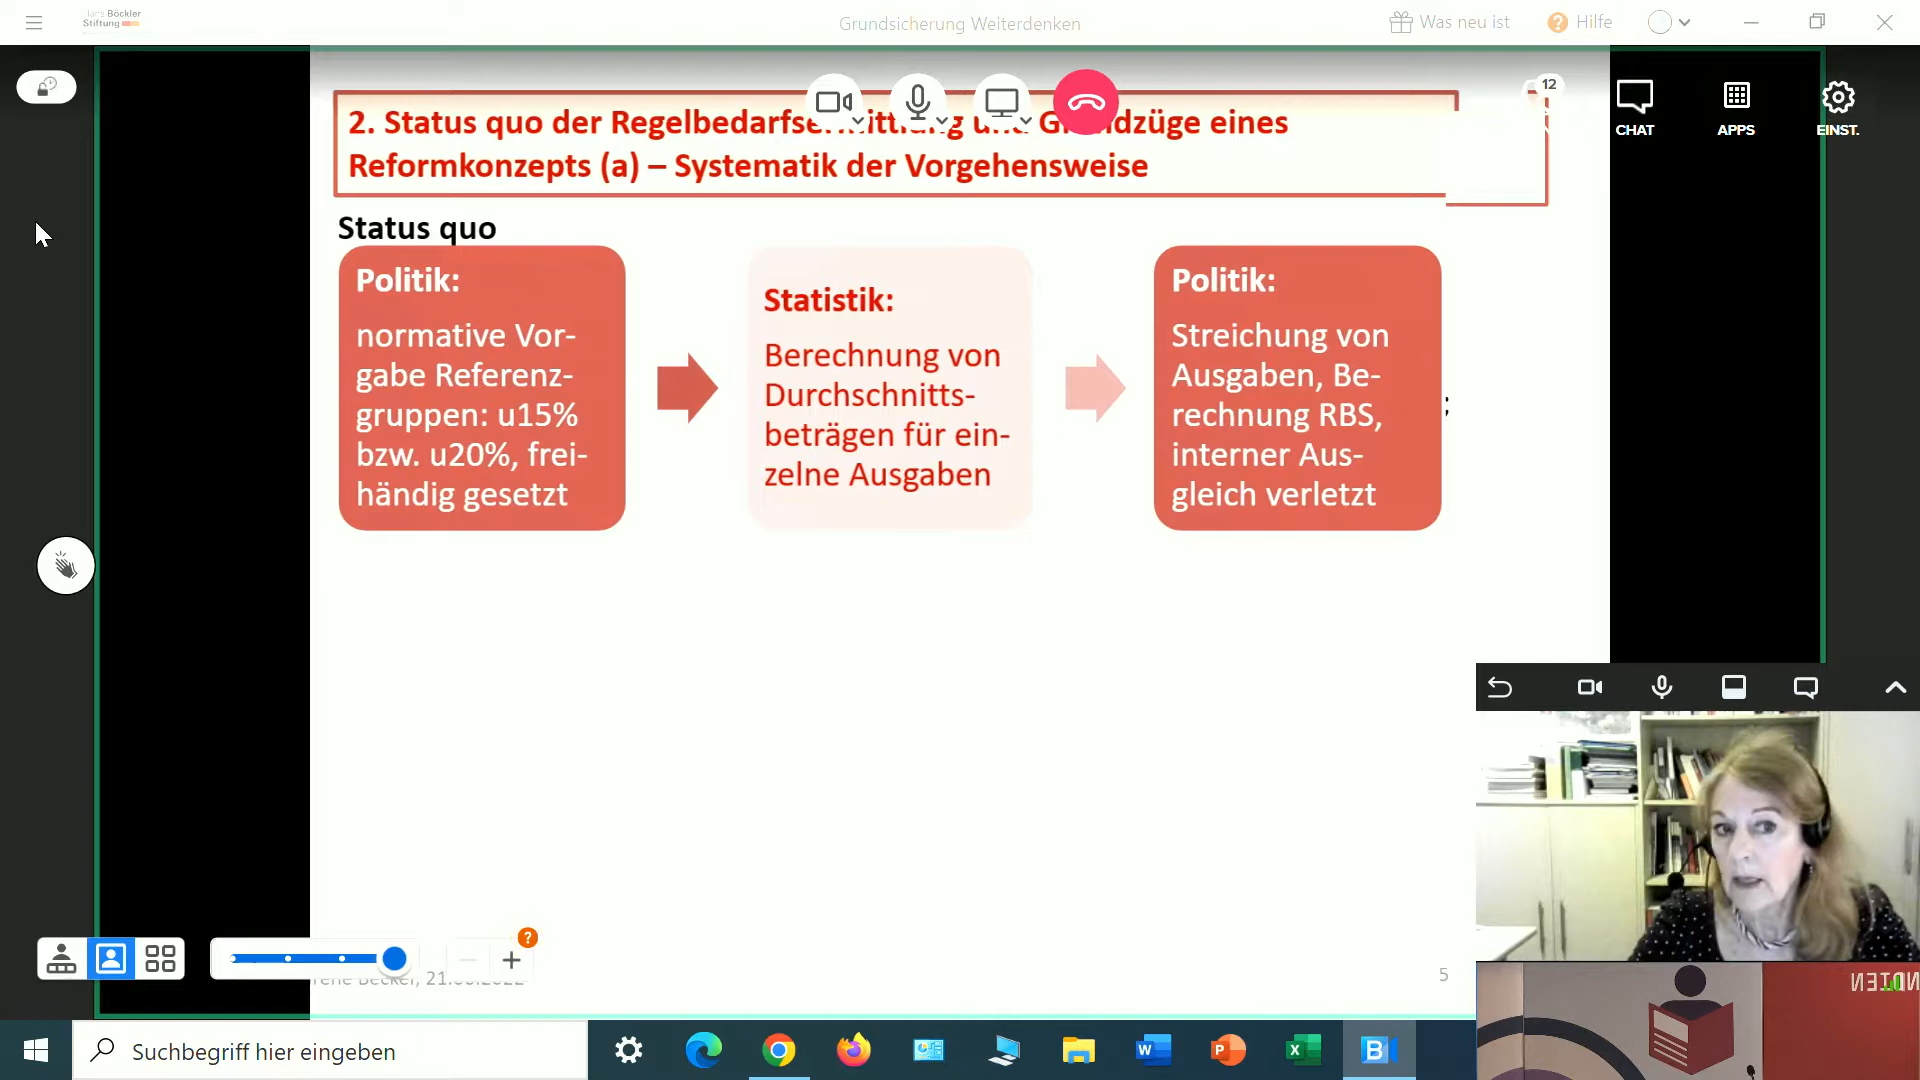 Hans Böckler
Stiftung
Grundsicherung Weiterdenken
Was neu ist
Hilfe
12
CHAT
APPS
EINST.
2. Status quo der
eines
Reformkonzepts (a) – Systematik der Vorgehensweise
Status quo
Politik:
normative Vor-
gabe Referenz-
gruppen: u15%
bzw. u20%, frei-
händig gesetzt
Statistik:
Berechnung von
Durchschnitts-
beträgen für ein-
zelne Ausgaben
Politik:
Streichung von
Ausgaben, Be-
rechnung RBS,
interner Aus-
gleich verletzt
;
5
Suchbegriff hier eingeben